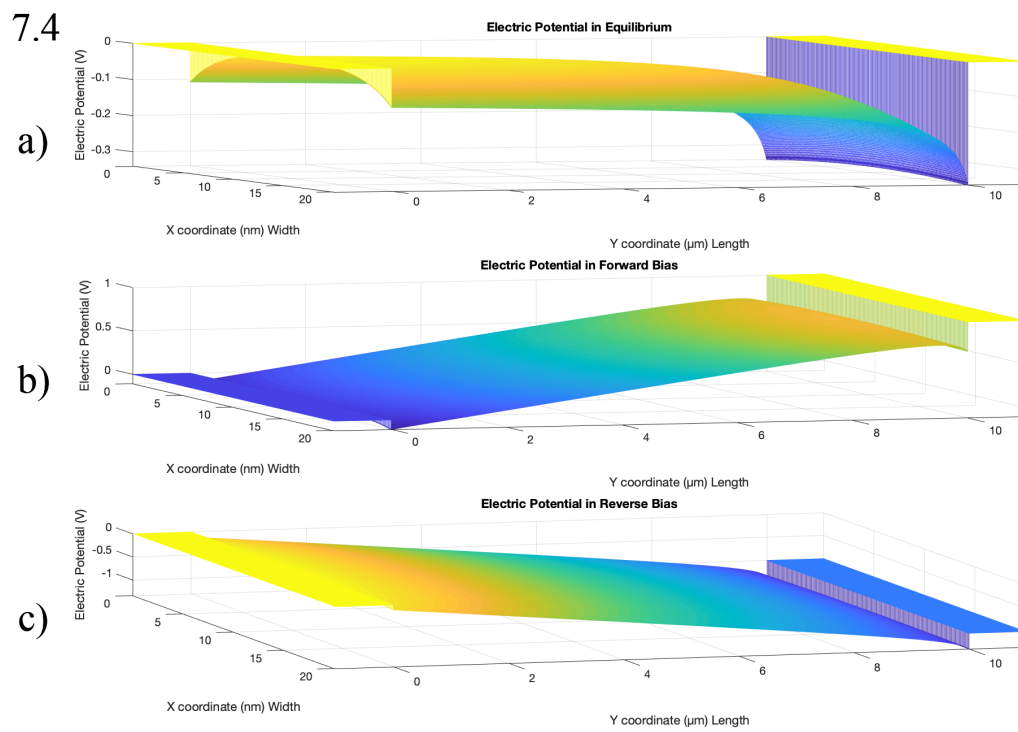 7.4
a)
Electric Potential in Equilibrium
Electric Potential (V)
0
-0.1
-0.2
-0.3
0
5
10
15
20
X coordinate (nm) Width
0
2
4
6
8
10
Y coordinate (µm) Length
b)
Electric Potential in Forward Bias
Electric Potential (V)
1
0.5
0
0
5
10
15
20
X coordinate (nm) Width
0
2
4
6
8
10
Y coordinate (µm) Length
c)
Electric Potential in Reverse Bias
Electric Potential (V)
0
-0.5
-1
0
5
10
15
20
X coordinate (nm) Width
0
2
4
6
8
10
Y coordinate (µm) Length